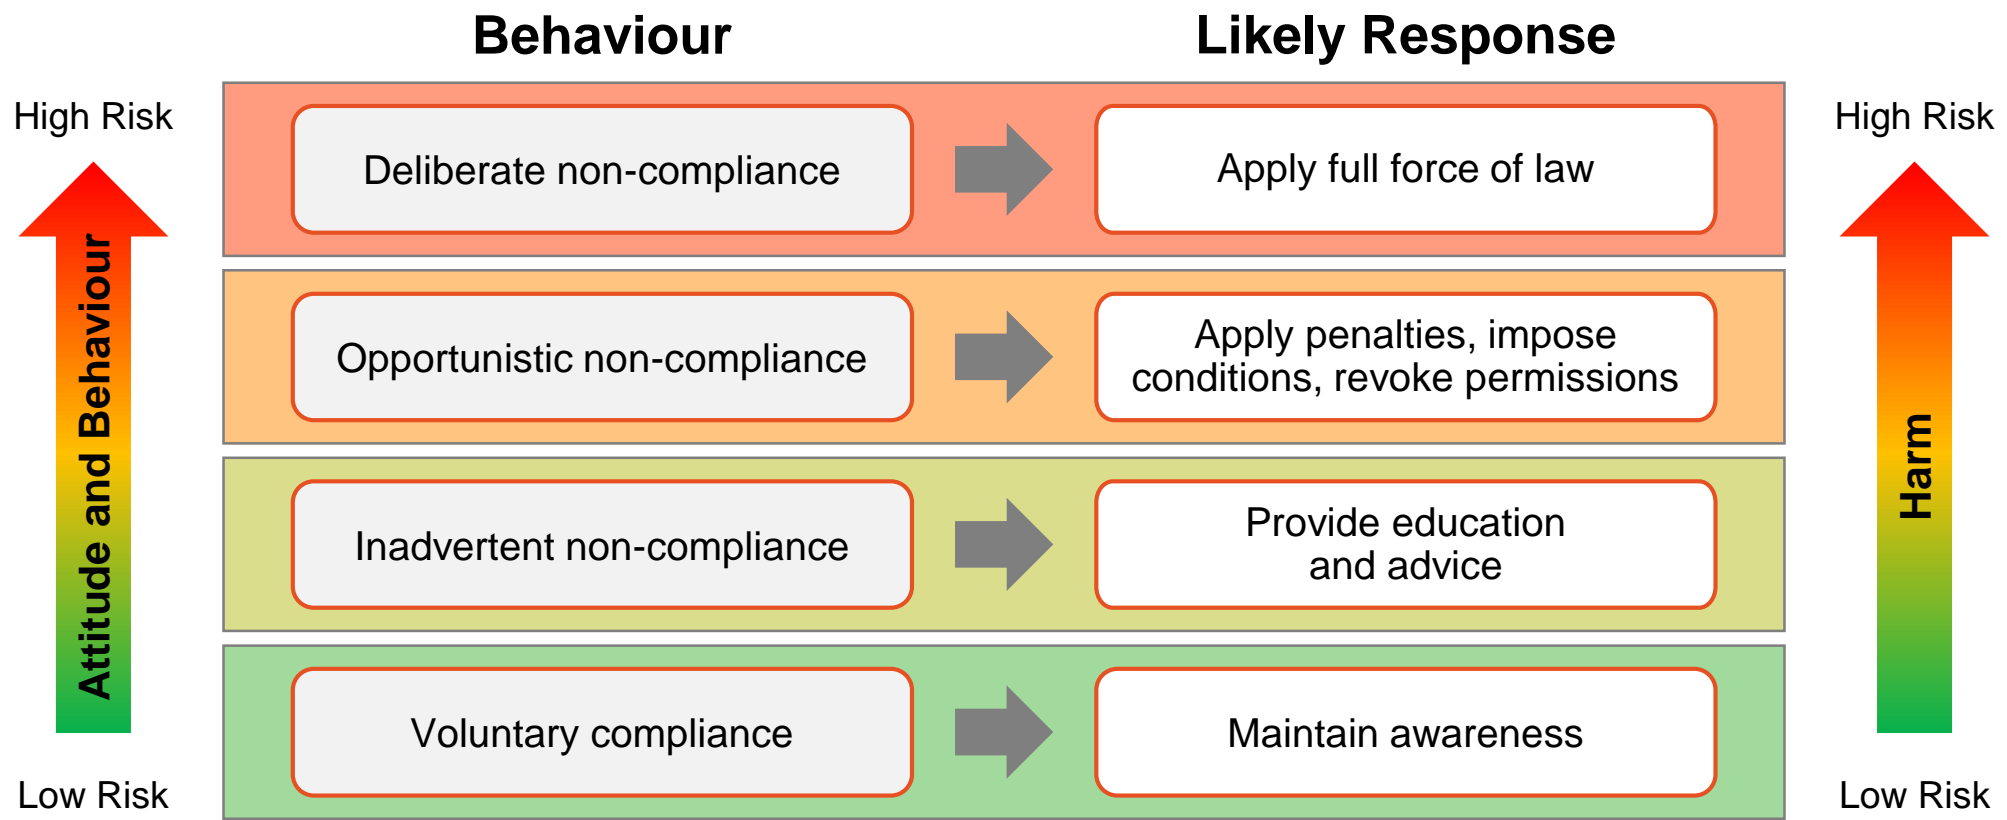 Behaviour
Likely Response
High Risk
High Risk
Deliberate non-compliance
Apply full force of law
Opportunistic non-compliance
Apply penalties, impose
conditions, revoke permissions
Attitude and Behaviour
Harm
Inadvertent non-compliance
Provide education
and advice
Voluntary compliance
Maintain awareness
Low Risk
Low Risk